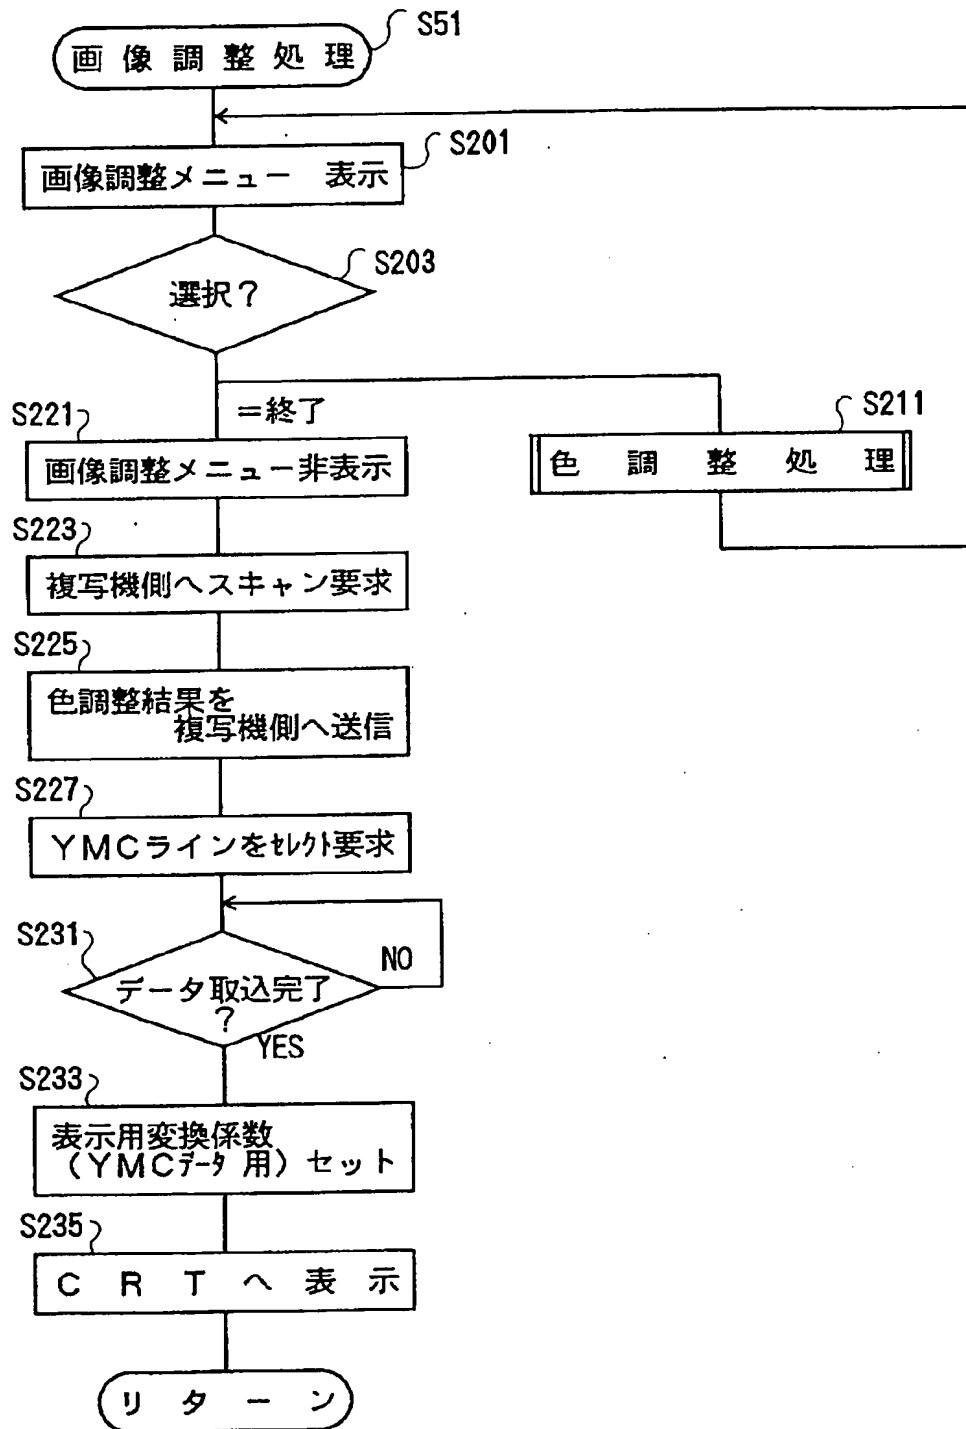 S51
画像調整処理
S201
画像調整メニュー 表示
S203
選択?
=終了
S211
色調整処理
S221
画像調整メニュー非表示
S223
複写機側へスキャン要求
S225
色調整結果を
複写機側へ送信
S227
YMCラインをｾﾚｸﾄ要求
S231
データ取込完了
?
NO
YES
S233
表示用変換係数
(YMCﾃﾞｰﾀ 用)セット
S235
CRTへ表示
リターン